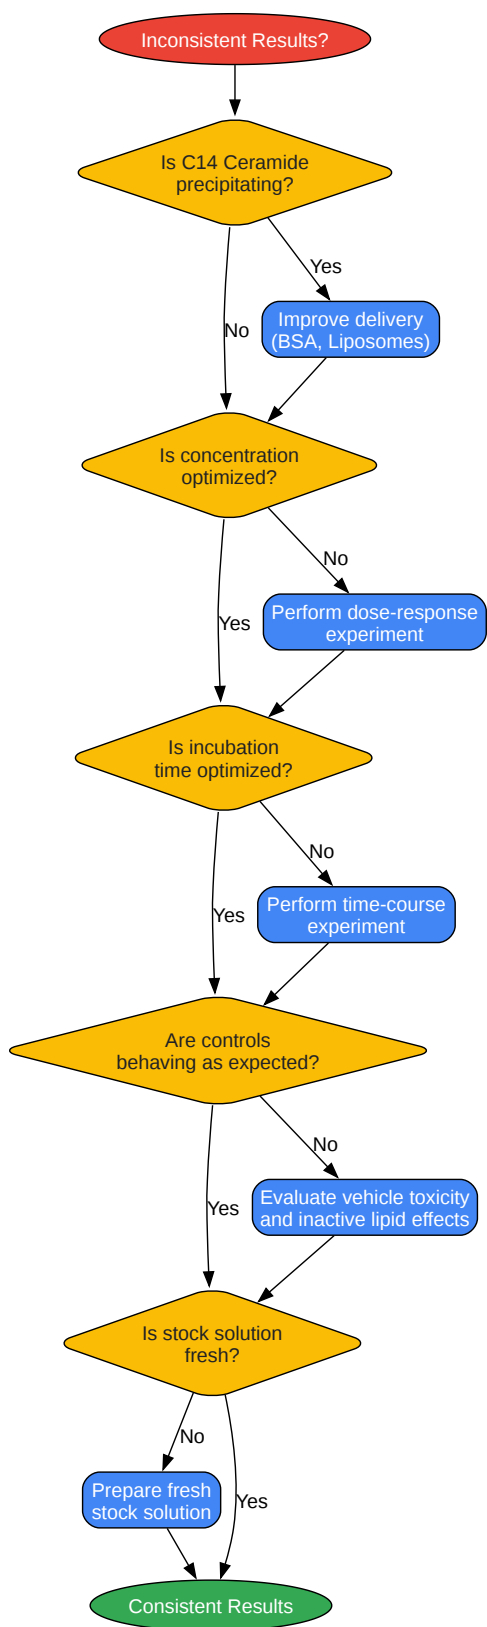 Inconsistent Results?
Is C14 Ceramide
precipitating?
Yes
No
Improve delivery
(BSA, Liposomes)
Is concentration
optimized?
No
Yes
Perform dose-response
experiment
Is incubation
time optimized?
No
Yes
Perform time-course
experiment
Are controls
behaving as expected?
No
Yes
Evaluate vehicle toxicity
and inactive lipid effects
Is stock solution
fresh?
No
Yes
Prepare fresh
stock solution
Consistent Results